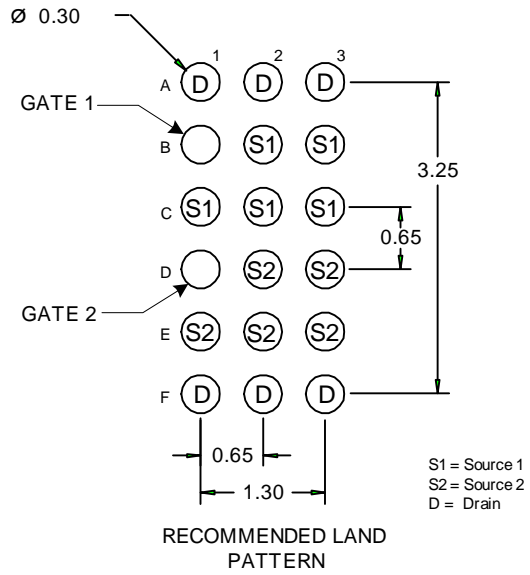 Ø 0.30
1 2 3
A D D D
GATE 1
B S1 S1
3.25
C S1 S1 S1
0.65
D S2 S2
GATE 2
E S2 S2 S2
F D D D
0.65
1.30
S1 = Source 1
S2 = Source 2
D = Drain
RECOMMENDED LAND
PATTERN